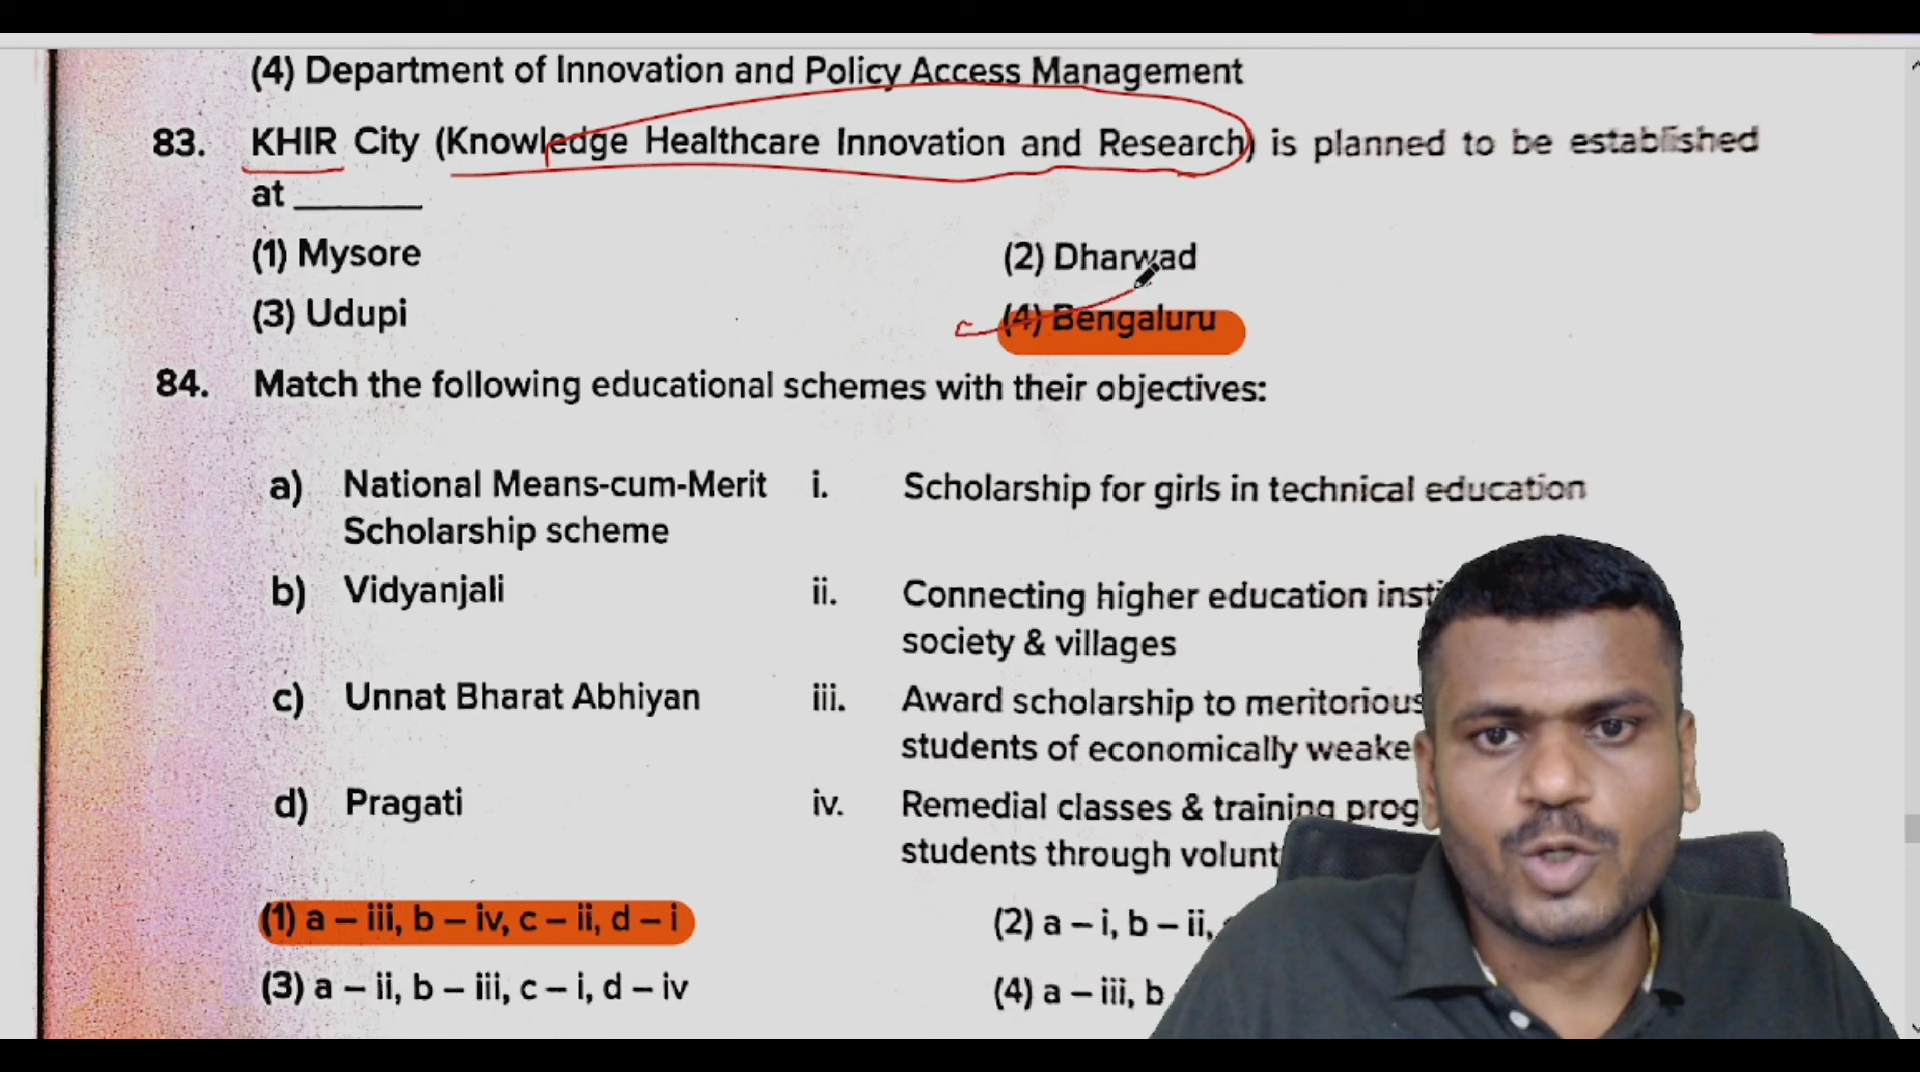 (4) Department of Innovation and Policy Access Management
83. KHIR City (Knowledge Healthcare Innovation and Research) is planned to be established
at ______
(1) Mysore (2) Dharwad
(3) Udupi (4) Bengaluru
84. Match the following educational schemes with their objectives:
a) National Means-cum-Merit i. Scholarship for girls in technical education
Scholarship scheme
b) Vidyanjali ii. Connecting higher education
society & villages
c) Unnat Bharat Abhiyan iii. Award scholarship to meritorious
students of economically
d) Pragati iv. Remedial classes & training
students through
(1) a – iii, b – iv, c – ii, d – i (2) a – i, b – ii,
(3) a – ii, b – iii, c – i, d – iv (4) a – iii, b